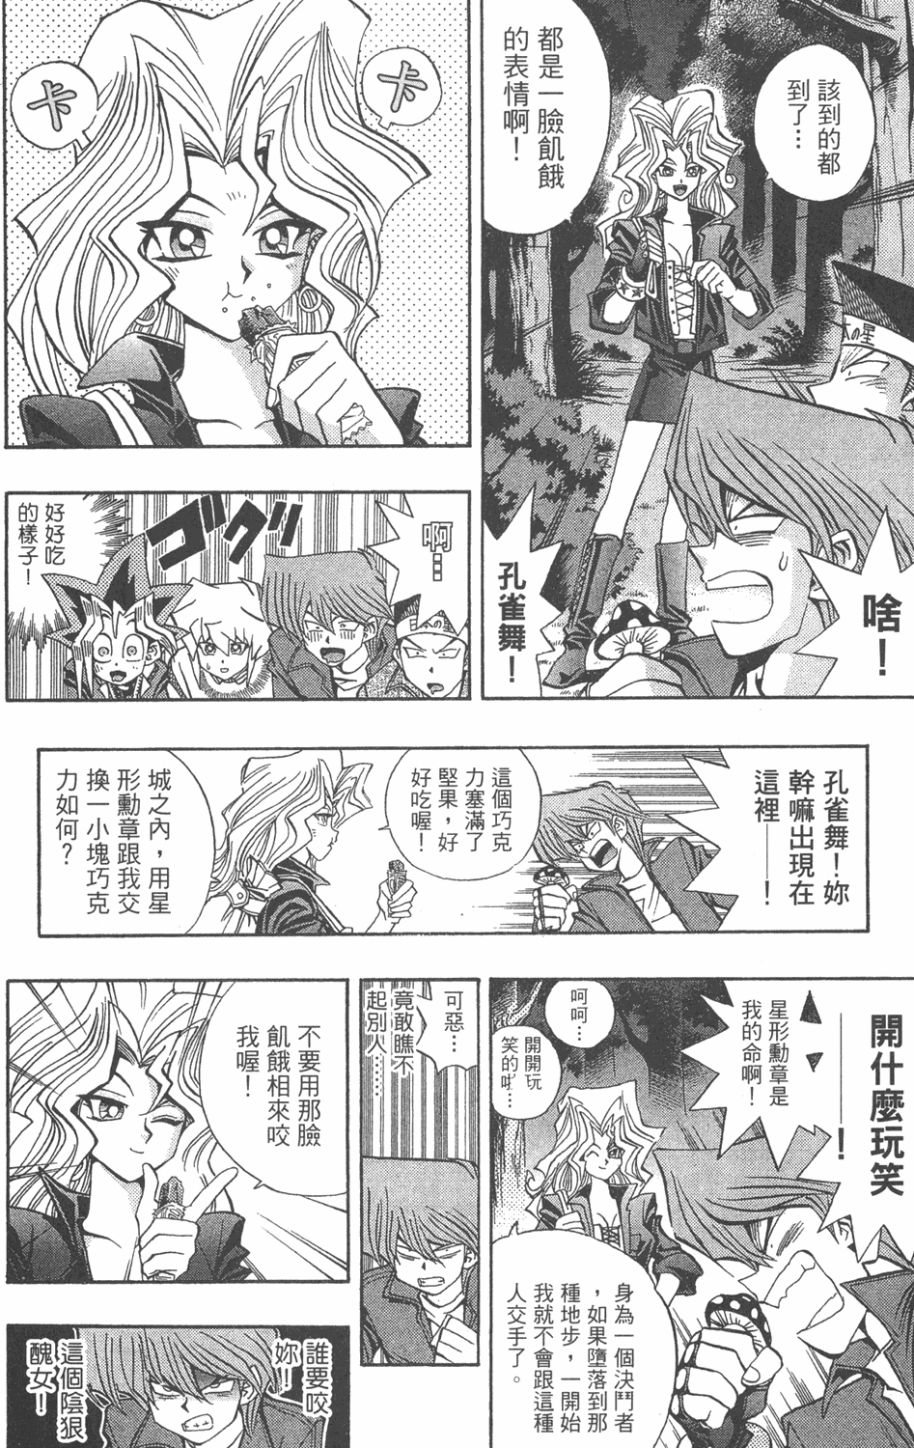 該到的都
到了…
都是一臉飢餓
的表情啊！
木の星
啥！
孔雀舞！
卡
卡
啊…
ゴクリ
好好吃
的樣子！
孔雀舞！妳
幹嘛出現在
這裡——！
這個巧克
力塞滿了
堅果，好
好吃喔！
城之內，用星
形勳章跟我交
換一小塊巧克
力如何？
開什麼玩笑
——！
星形勳章是
我的命啊！
呵呵…
開開玩
笑的啦…
身為一個決鬥者
，如果墮落到那
種地步，一開始
我就不會跟這種
人交手了。
可惡…
竟敢瞧不
起別人……
不要用那臉
飢餓相來咬
我喔！
誰要咬
妳！
這個陰狠
醜女！